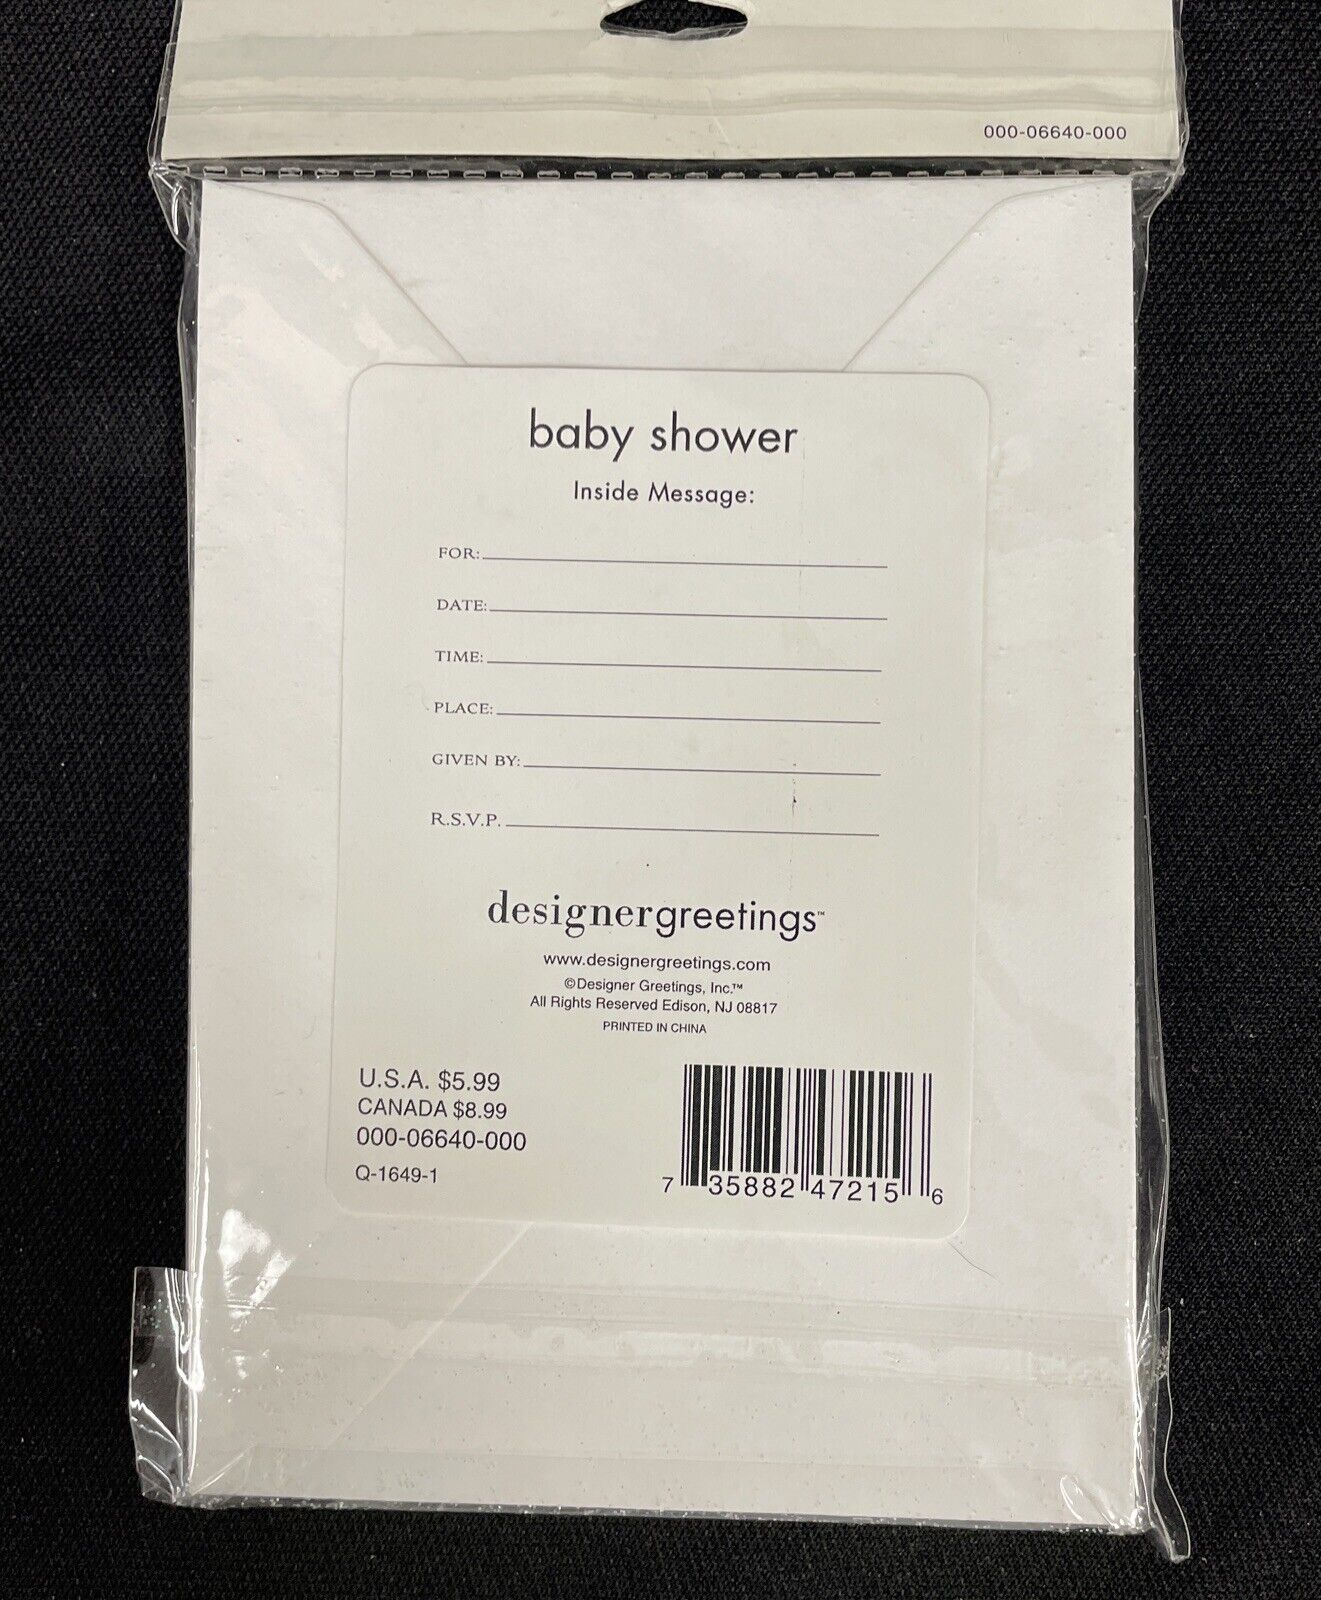 000-06640-000
baby shower
Inside Message:
FOR:
DATE:
TIME:
PLACE:
GIVEN BY:
R.S.V.P.
designergreetings™
www.designergreetings.com
©Designer Greetings, Inc.™
All Rights Reserved Edison, NJ 08817
PRINTED IN CHINA
U.S.A. $5.99
CANADA $8.99
000-06640-000
Q-1649-1
7 35882 47215 6